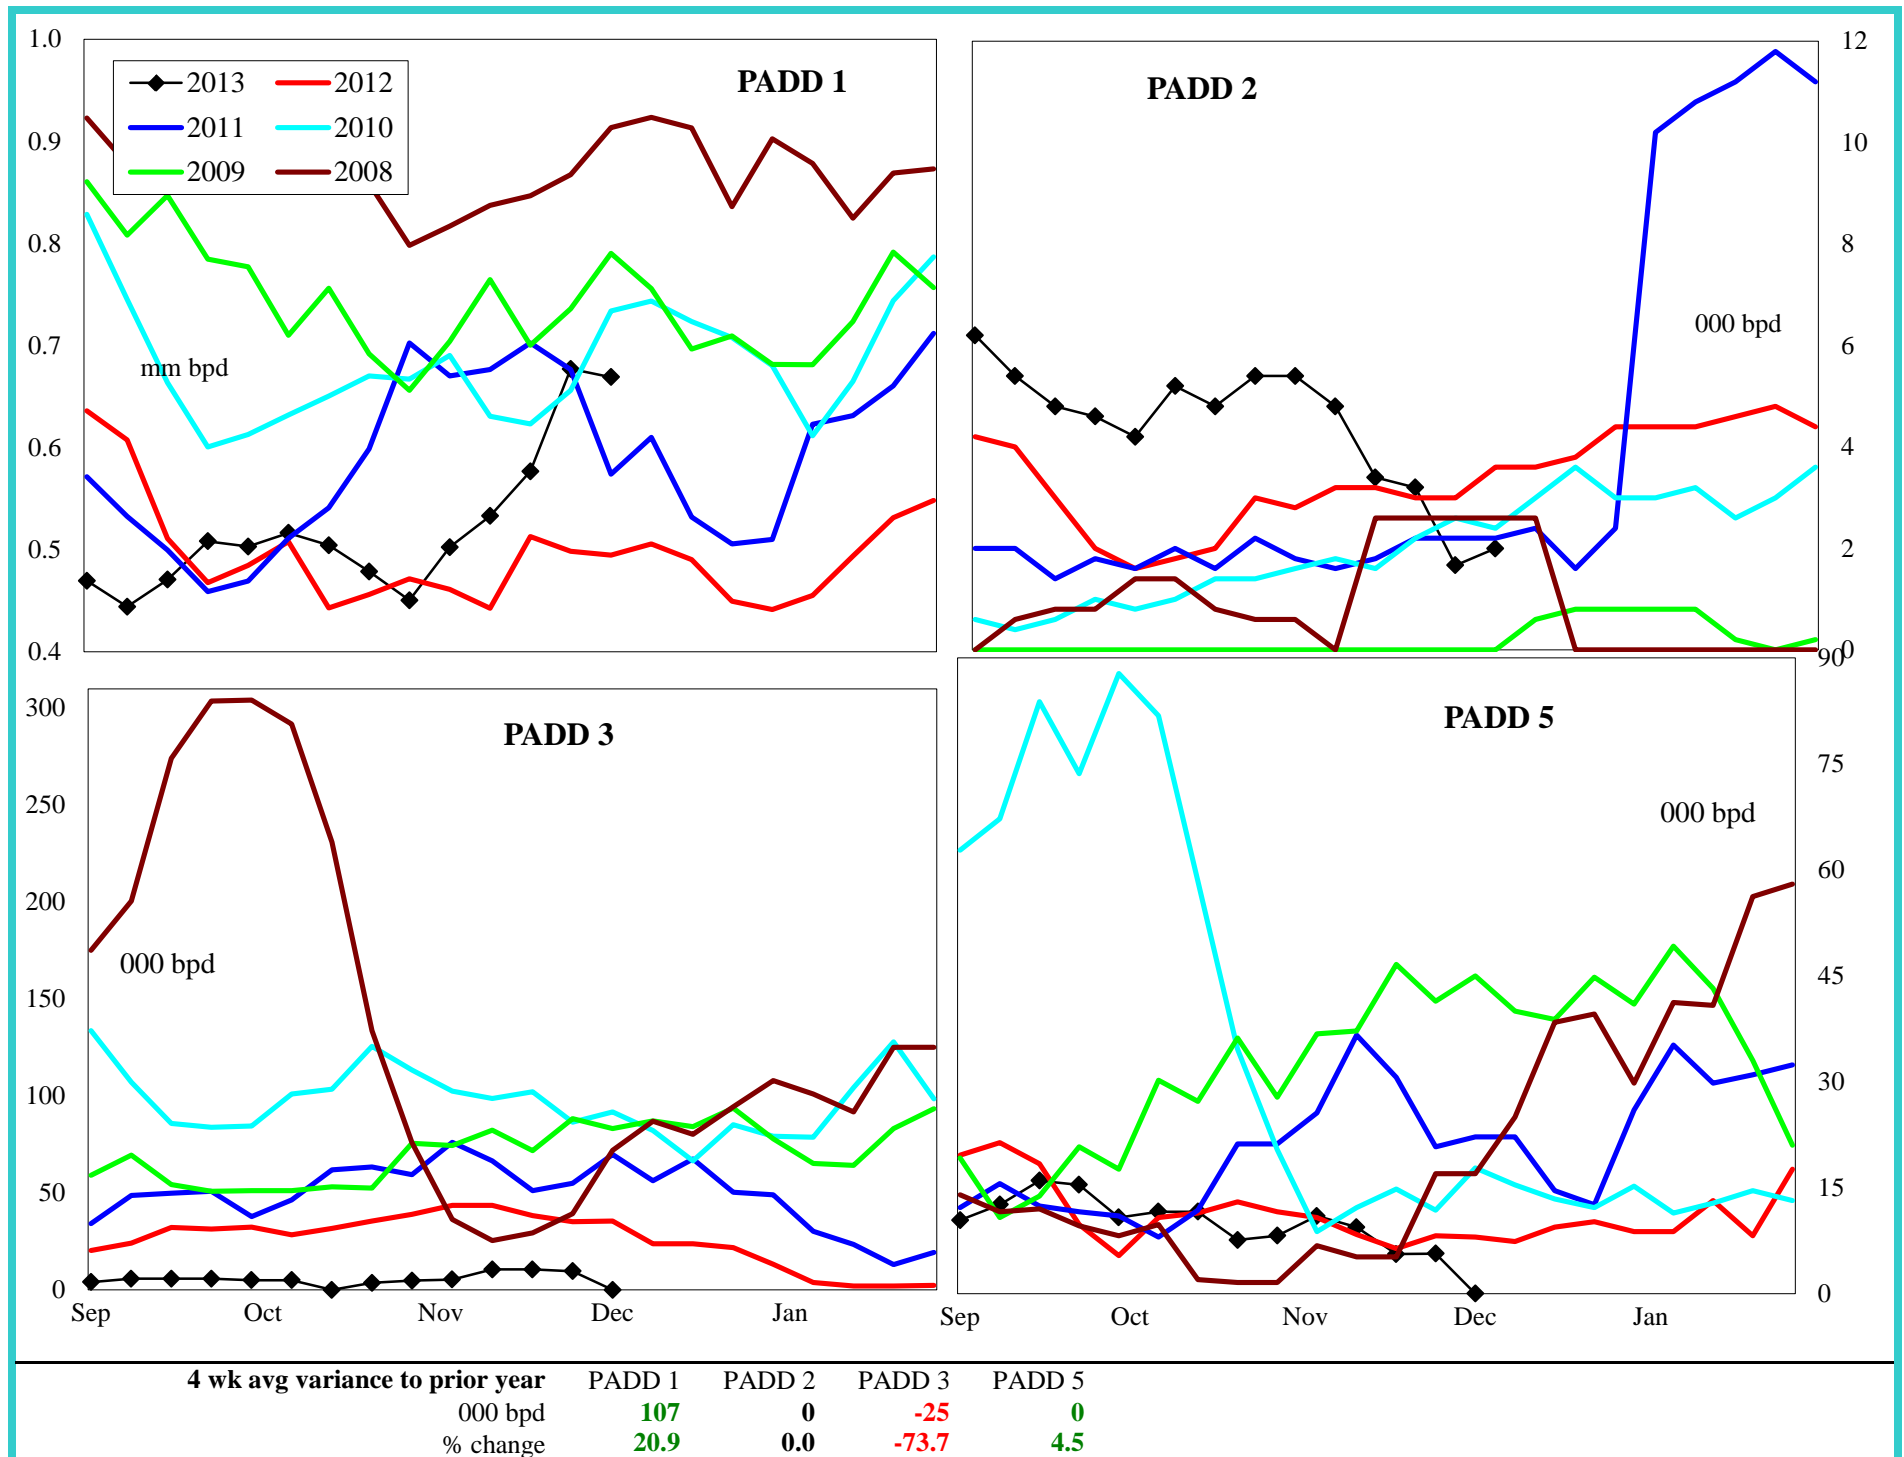 1.0
0.9
0.8
0.7
0.6
0.5
0.4
2013 2012
2011 2010
2009 2008
PADD 1
mm bpd
PADD 2
000 bpd
12
10
8
6
4
2
0
PADD 3
000 bpd
300
250
200
150
100
50
0
Sep Oct Nov Dec Jan
PADD 5
000 bpd
90
75
60
45
30
15
0
Sep Oct Nov Dec Jan
4 wk avg variance to prior year PADD 1 PADD 2 PADD 3 PADD 5
000 bpd 107 0 -25 0
% change 20.9 0.0 -73.7 4.5